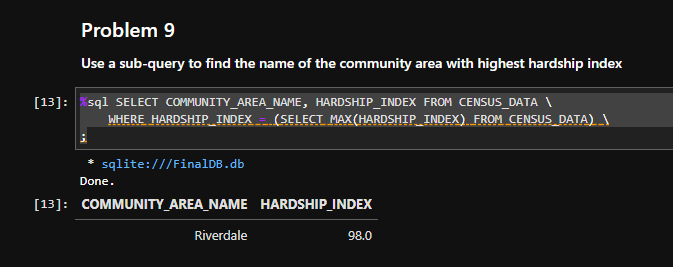 Problem 9
Use a sub-query to find the name of the community area with highest hardship index
[13]: %sql SELECT COMMUNITY_AREA_NAME, HARDSHIP_INDEX FROM CENSUS_DATA \
WHERE HARDSHIP_INDEX = (SELECT MAX(HARDSHIP_INDEX) FROM CENSUS_DATA) \
;
* sqlite:///FinalDB.db
Done.
[13]: COMMUNITY_AREA_NAME HARDSHIP_INDEX
Riverdale 98.0